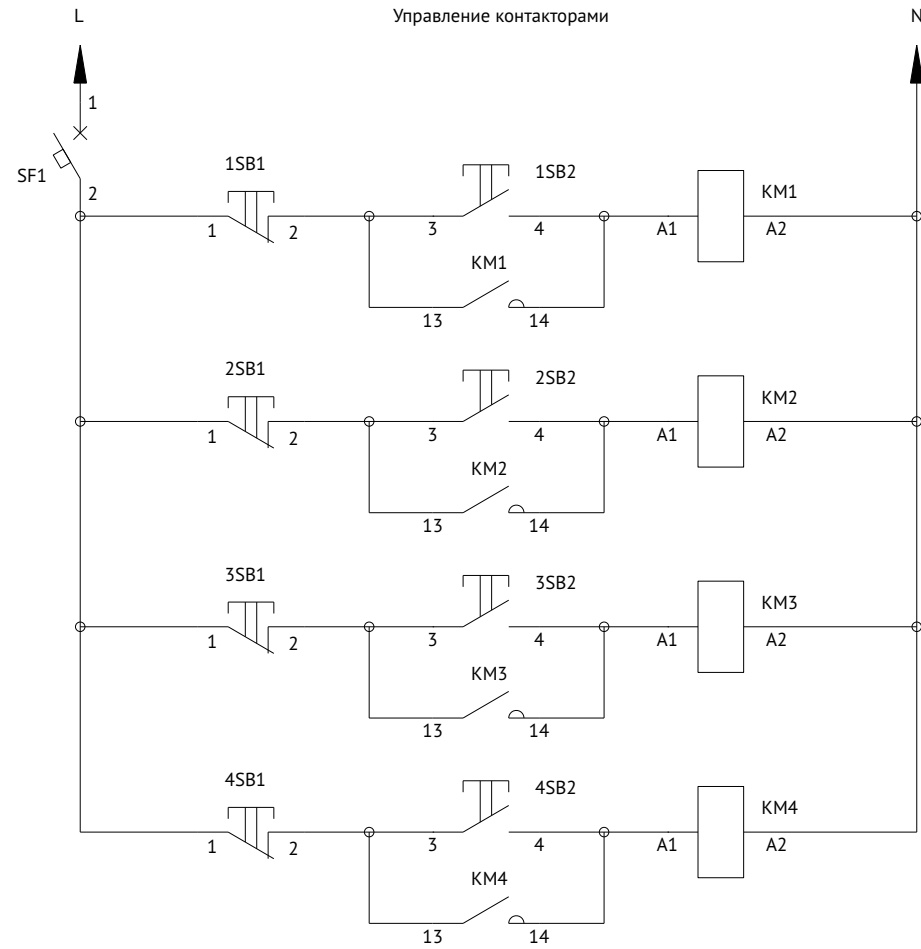 L Управление контакторами N
1
SF1
2
1SB1 1SB2 KM1
1 2 3 4 A1 A2
KM1
13 14
2SB1 2SB2 KM2
1 2 3 4 A1 A2
KM2
13 14
3SB1 3SB2 KM3
1 2 3 4 A1 A2
KM3
13 14
4SB1 4SB2 KM4
1 2 3 4 A1 A2
KM4
13 14